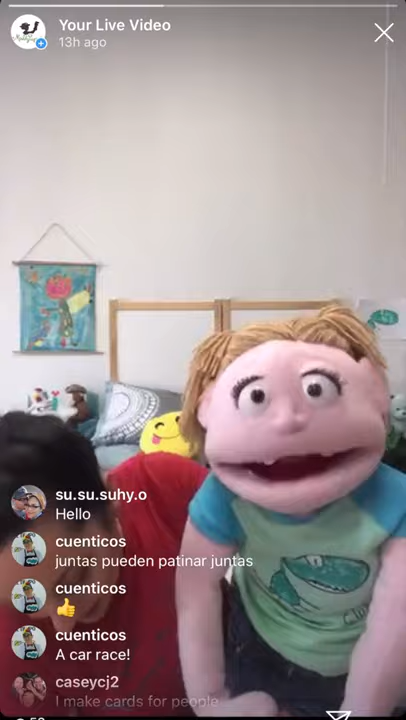 Your Live Video
13h ago
su.su.suhy.o
Hello
cuenticos
juntas pueden patinar juntas
cuenticos
👍
cuenticos
A car race!
caseycj2
I make cards for people